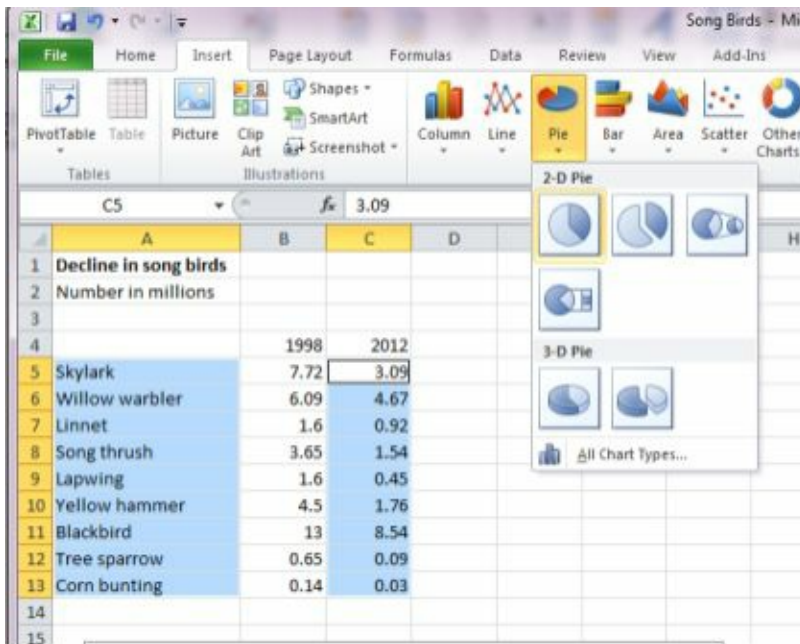 Song Birds - Mi
File Home Insert Page Layout Formulas Data Review View Add-Ins
PivotTable Table Picture Clip Art Shapes SmartArt Screenshot Column Line Pie Bar Area Scatter Other Charts
Tables Illustrations
C5 fx 3.09
2-D Pie
3-D Pie
All Chart Types...
A B C D H
1 Decline in song birds
2 Number in millions
3
4 1998 2012
5 Skylark 7.72 3.09
6 Willow warbler 6.09 4.67
7 Linnet 1.6 0.92
8 Song thrush 3.65 1.54
9 Lapwing 1.6 0.45
10 Yellow hammer 4.5 1.76
11 Blackbird 13 8.54
12 Tree sparrow 0.65 0.09
13 Corn bunting 0.14 0.03
14
15